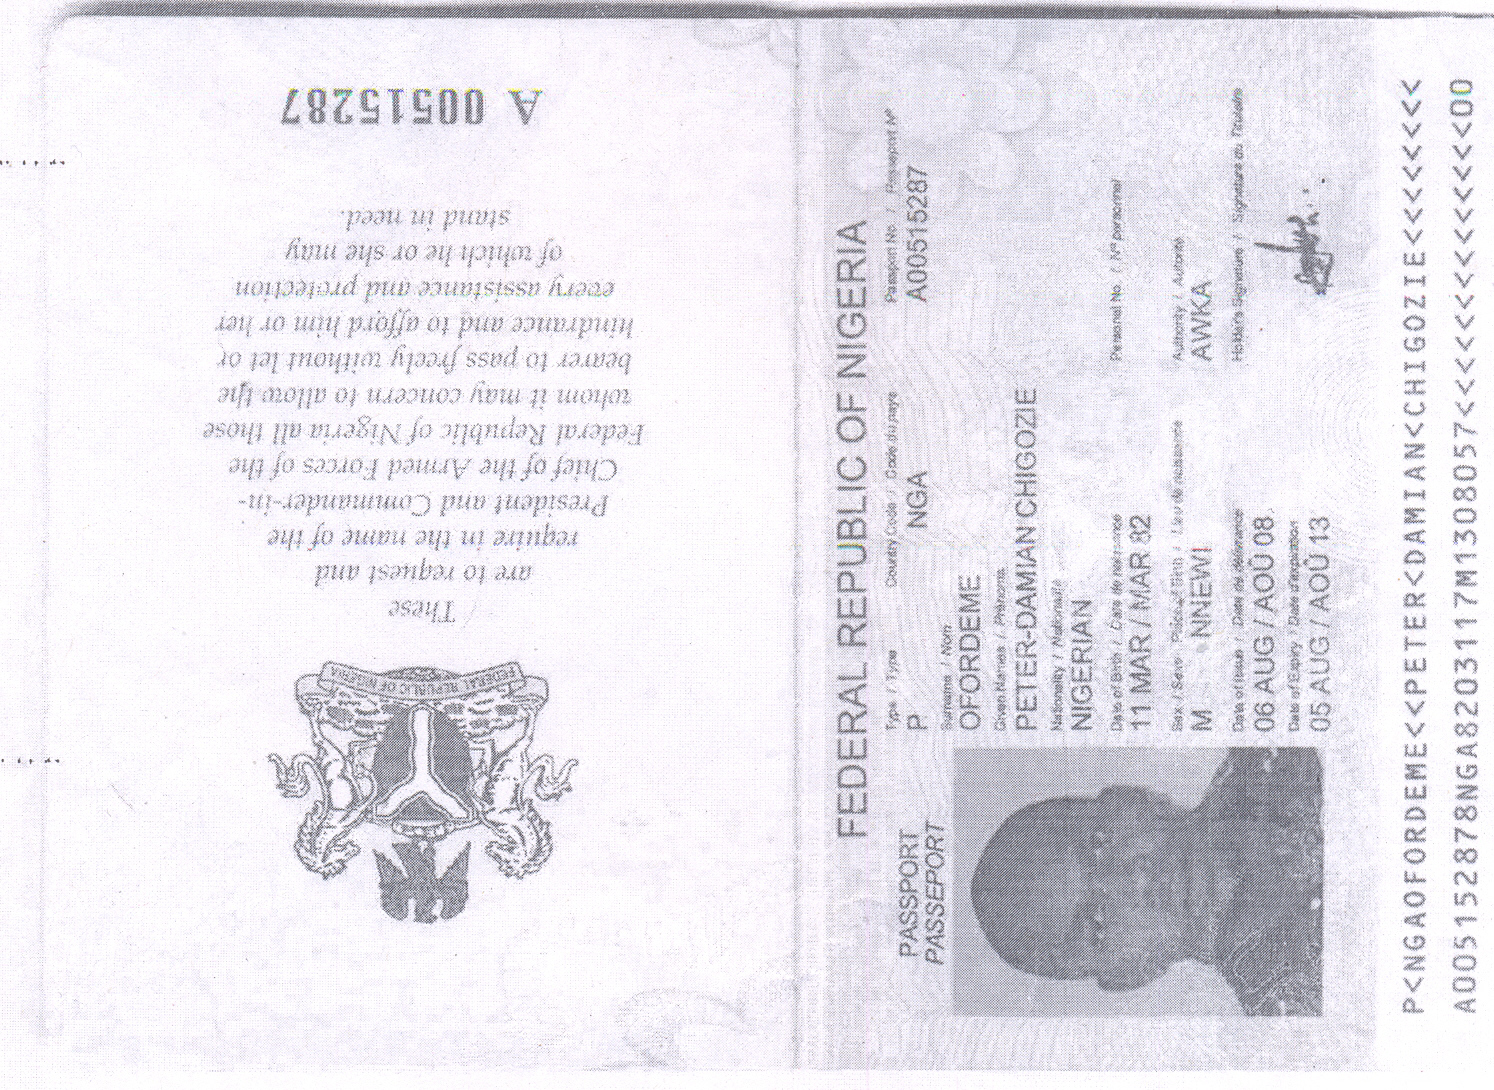 A 00515287
These
are to request and
require in the name of the
President and Commander-in-
Chief of the Armed Forces of the
Federal Republic of Nigeria all those
whom it may concern to allow the
bearer to pass freely without let or
hindrance and to afford him or her
every assistance and protection
of which he or she may
stand in need.
FEDERAL REPUBLIC OF NIGERIA
FEDERAL REPUBLIC OF NIGERIA
PASSPORT
PASSEPORT
Type / Type
Country Code / Code du pays
Passport No. / Passeport Nº
P
NGA
A00515287
Surname / Nom
OFORDEME
Given Names / Prénoms
PETER-DAMIAN CHIGOZIE
Nationality / Nationalité
NIGERIAN
Date of Birth / Date de naissance
Personal No. / Nº personnel
11 MAR / MAR 82
Sex / Sexe
Place of Birth / Lieu de naissance
Authority / Autorité
M
NNEWI
AWKA
Date of Issue / Date de délivrance
Holder's Signature / Signature du Titulaire
06 AUG / AOÛ 08
Date of Expiry / Date d'expiration
05 AUG / AOÛ 13
P<NGAOFORDEME<<PETER<DAMIAN<CHIGOZIE<<<<<<<<
A005152878NGA8203117M1308057<<<<<<<<<<<<<<00